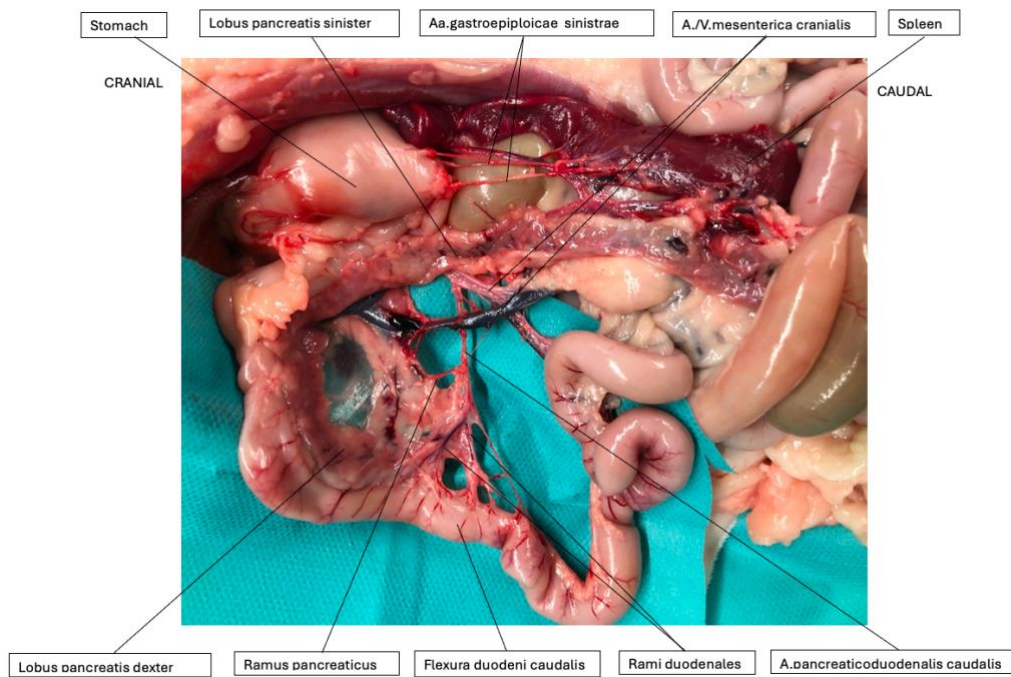 Stomach
Lobus pancreatis sinister
Aa.gastroepiploicae sinistrae
A./V.mesenterica cranialis
Spleen
CRANIAL
CAUDAL
Lobus pancreatis dexter
Ramus pancreaticus
Flexura duodeni caudalis
Rami duodenales
A.pancreaticoduodenalis caudalis